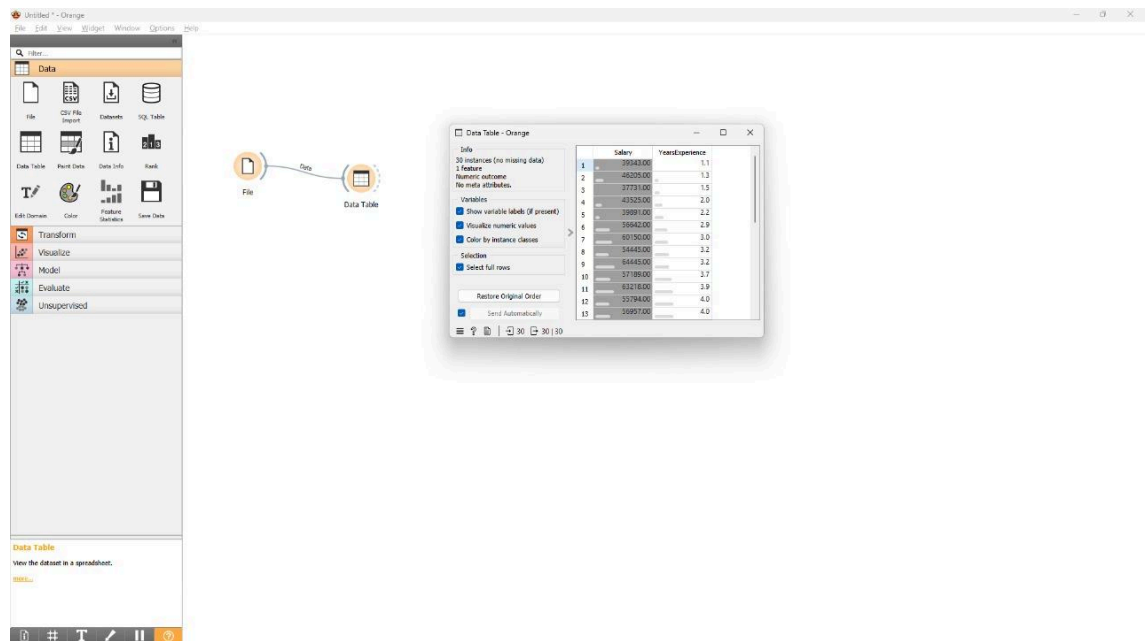 Untitled * - Orange
File Edit View Widget Window Options Help
Filter...
Data
File
CSV File Import
Datasets
SQL Table
Data Table
Paint Data
Data Info
Rank
Edit Domain
Color
Feature Statistics
Save Data
Transform
Visualize
Model
Evaluate
Unsupervised
Data Table
View the dataset in a spreadsheet.
more...
File
Data
Data Table
Data Table - Orange
Info
30 instances (no missing data)
1 feature
Numeric outcome
No meta attributes.
Variables
Show variable labels (if present)
Visualize numeric values
Color by instance classes
Selection
Select full rows
Restore Original Order
Send Automatically
30 30 | 30
Salary YearsExperience
1 39343.00 1.1
2 46205.00 1.3
3 37731.00 1.5
4 43525.00 2.0
5 39891.00 2.2
6 56642.00 2.9
7 60150.00 3.0
8 54445.00 3.2
9 64445.00 3.2
10 57189.00 3.7
11 63218.00 3.9
12 55794.00 4.0
13 56957.00 4.0